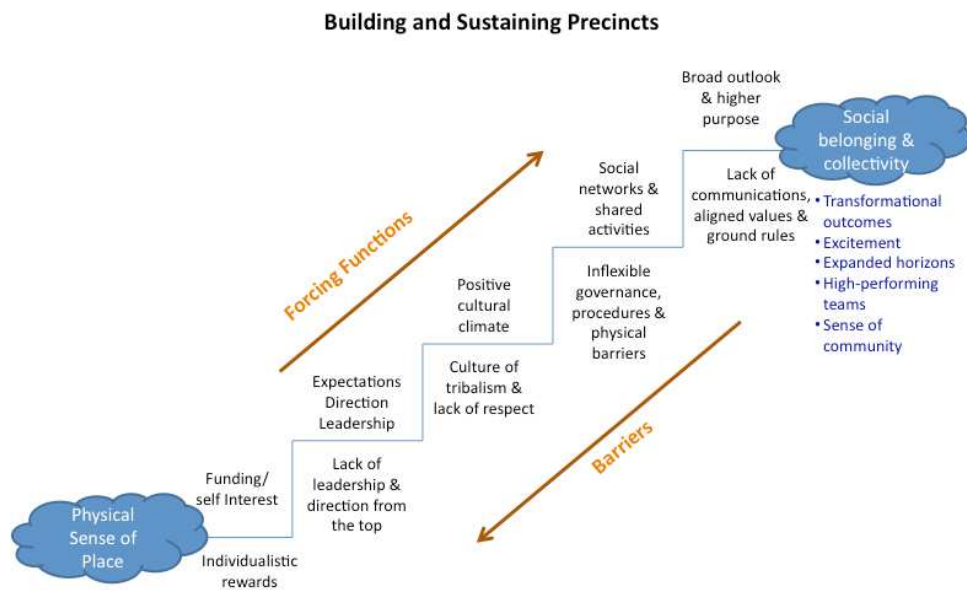 Building and Sustaining Precincts
Broad outlook
& higher
purpose
Social
belonging &
collectivity
Social
networks &
shared
activities
Lack of
communications,
aligned values &
ground rules
• Transformational
outcomes
• Excitement
• Expanded horizons
• High-performing
teams
• Sense of
community
Forcing Functions
Positive
cultural
climate
Inflexible
governance,
procedures &
physical
barriers
Expectations
Direction
Leadership
Culture of
tribalism &
lack of respect
Barriers
Funding/
self Interest
Lack of
leadership &
direction from
the top
Physical
Sense of
Place
Individualistic
rewards